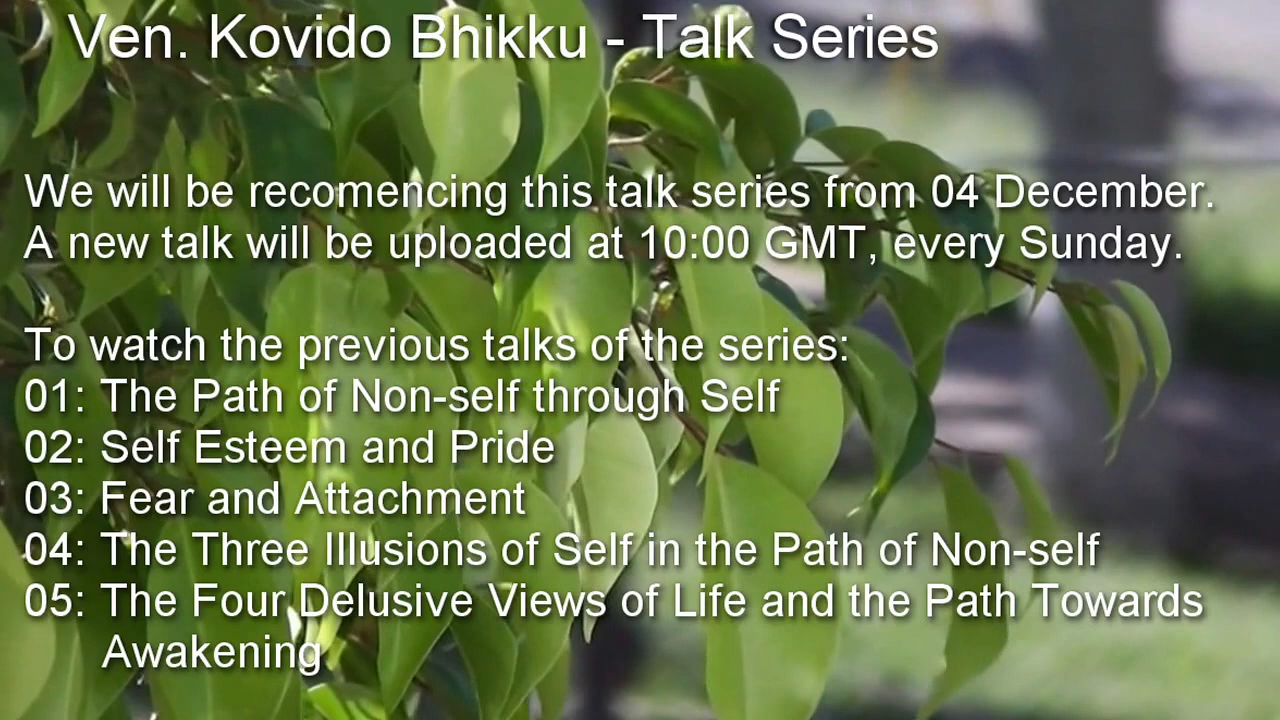 Ven. Kovido Bhikku - Talk Series
We will be recomencing this talk series from 04 December.
A new talk will be uploaded at 10:00 GMT, every Sunday.
To watch the previous talks of the series:
01: The Path of Non-self through Self
02: Self Esteem and Pride
03: Fear and Attachment
04: The Three Illusions of Self in the Path of Non-self
05: The Four Delusive Views of Life and the Path Towards
Awakening